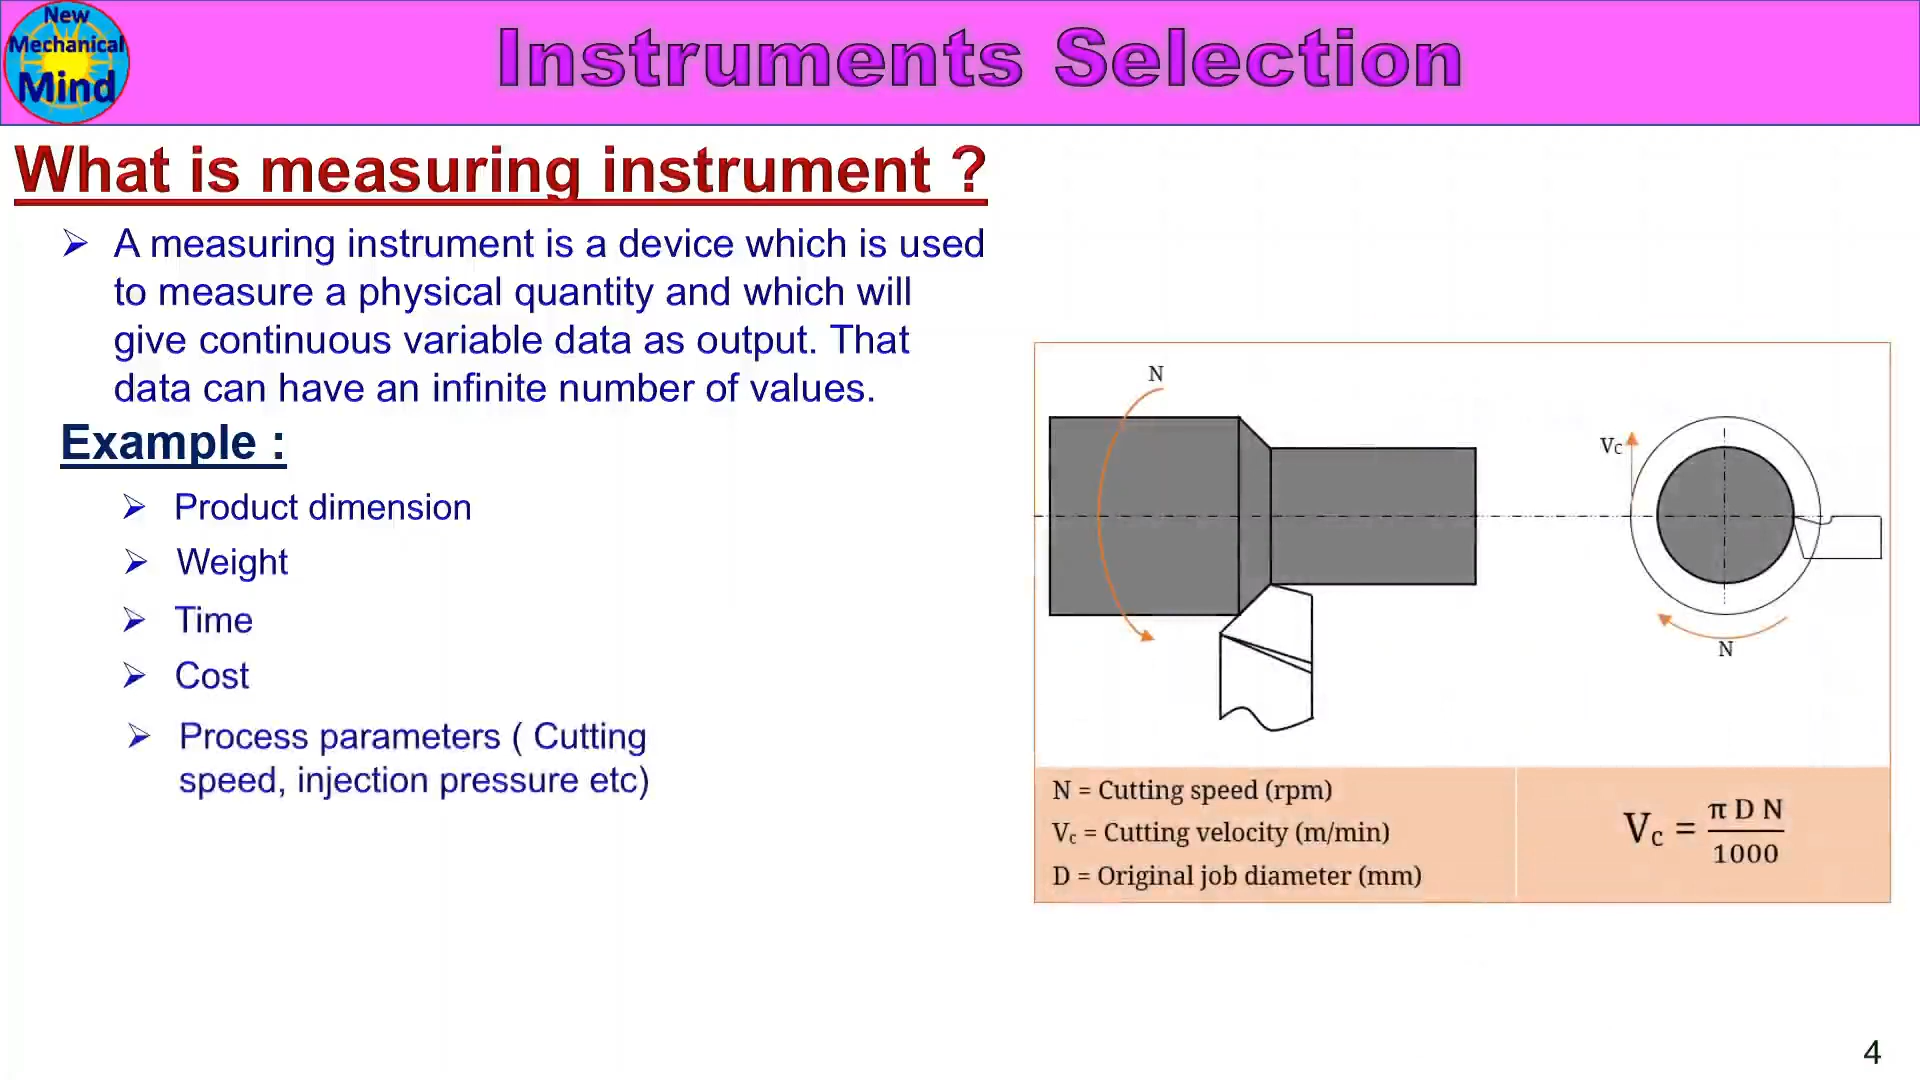 New
Mechanical
Mind
Instruments Selection
What is measuring instrument ?
➢ A measuring instrument is a device which is used
to measure a physical quantity and which will
give continuous variable data as output. That
data can have an infinite number of values.
Example :
➢ Product dimension
➢ Weight
➢ Time
➢ Cost
➢ Process parameters ( Cutting
speed, injection pressure etc)
N
Vc
N
N = Cutting speed (rpm)
Vc = Cutting velocity (m/min)
D = Original job diameter (mm)
Vc = π D N / 1000
4